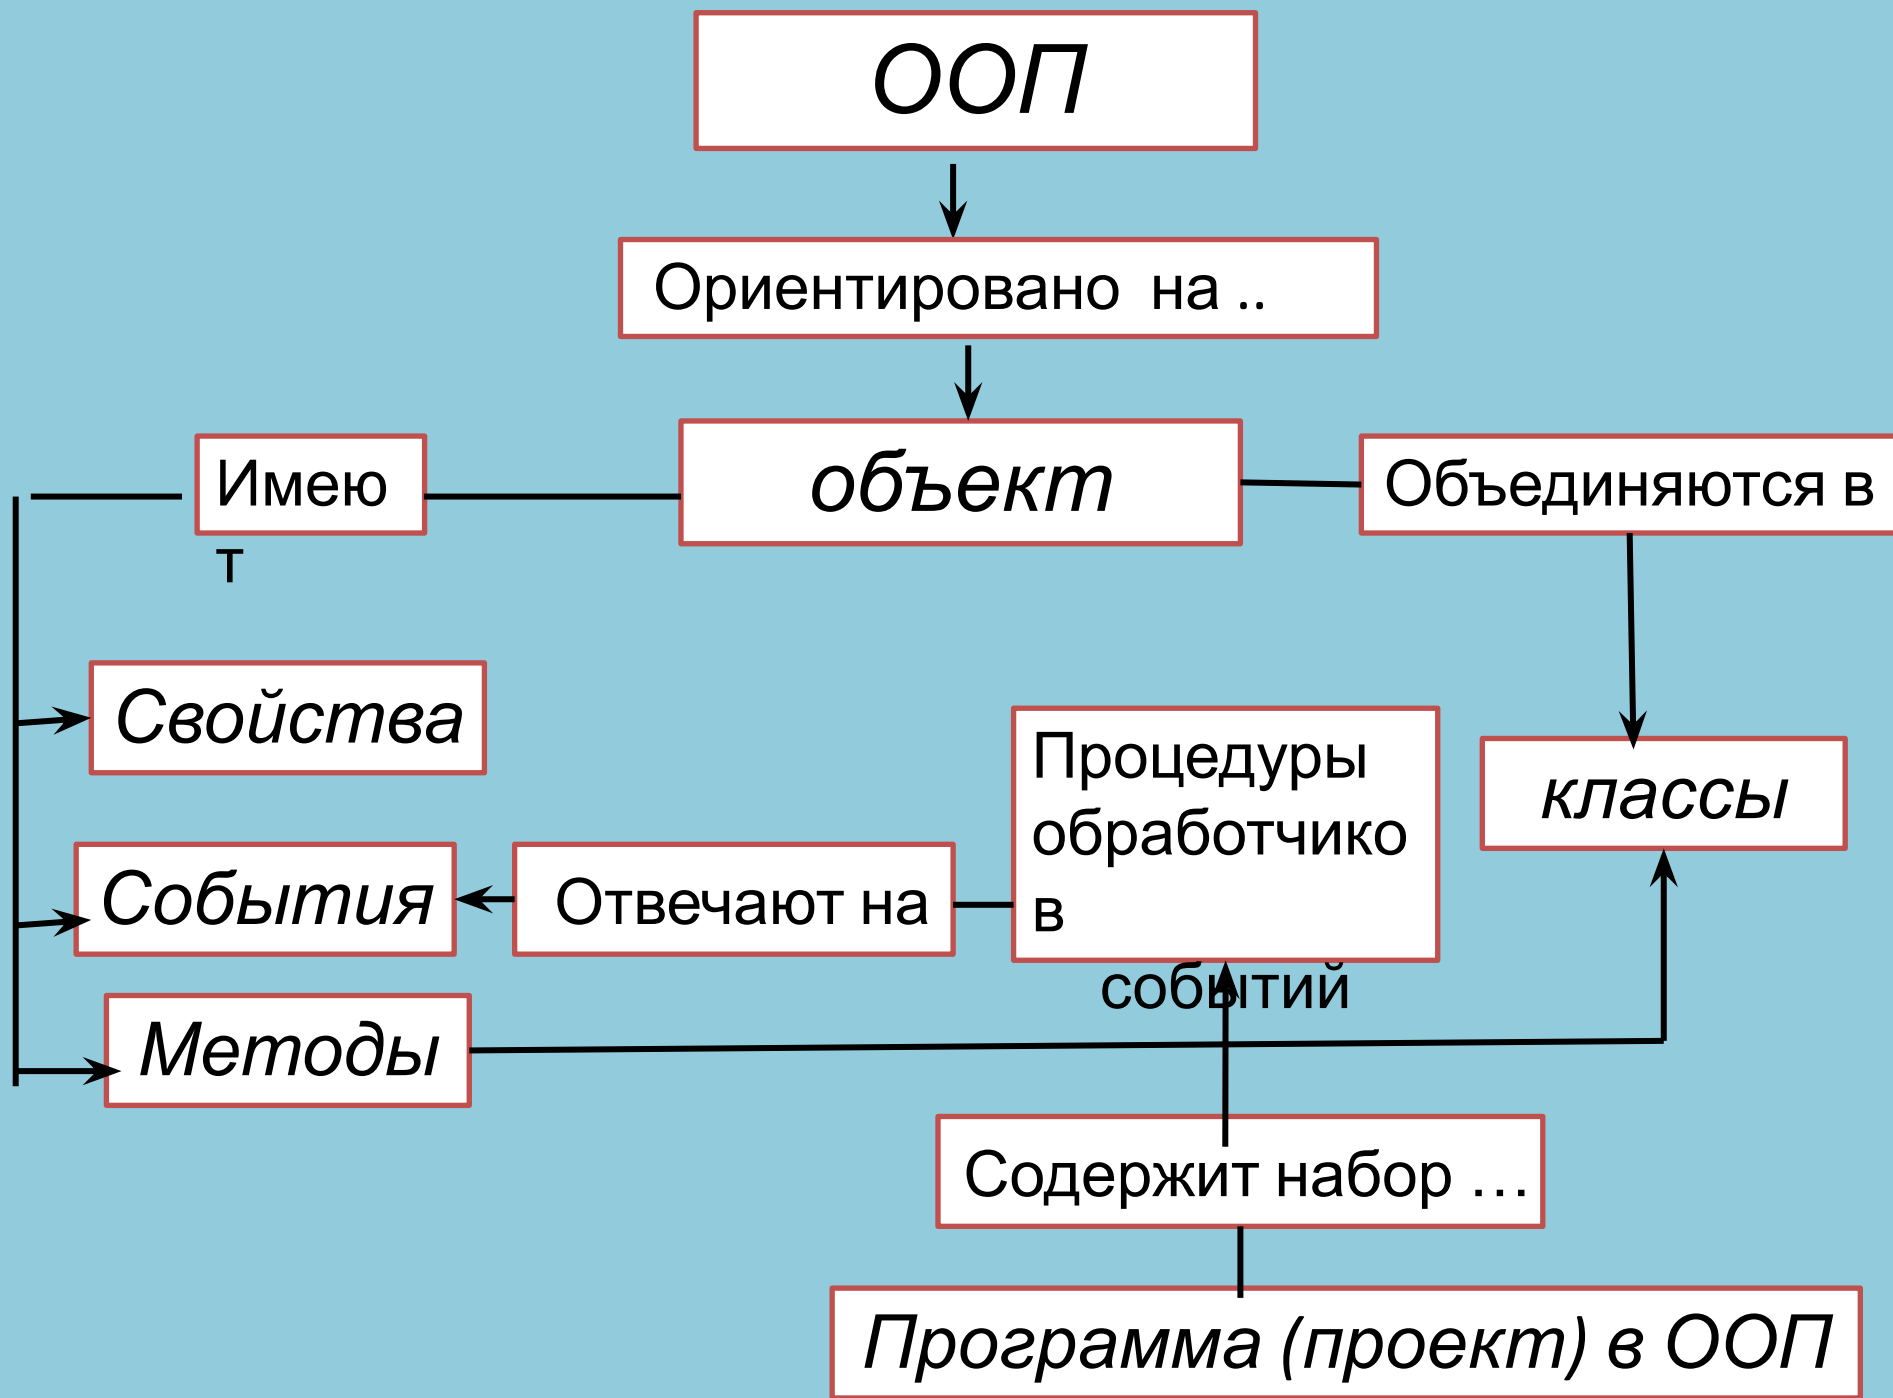 ООП
Ориентировано на ..
Имею
т
объект
Объединяются в
Свойства
Процедуры
обработчико
в
событий
классы
События
Отвечают на
Методы
Содержит набор ...
Программа (проект) в ООП